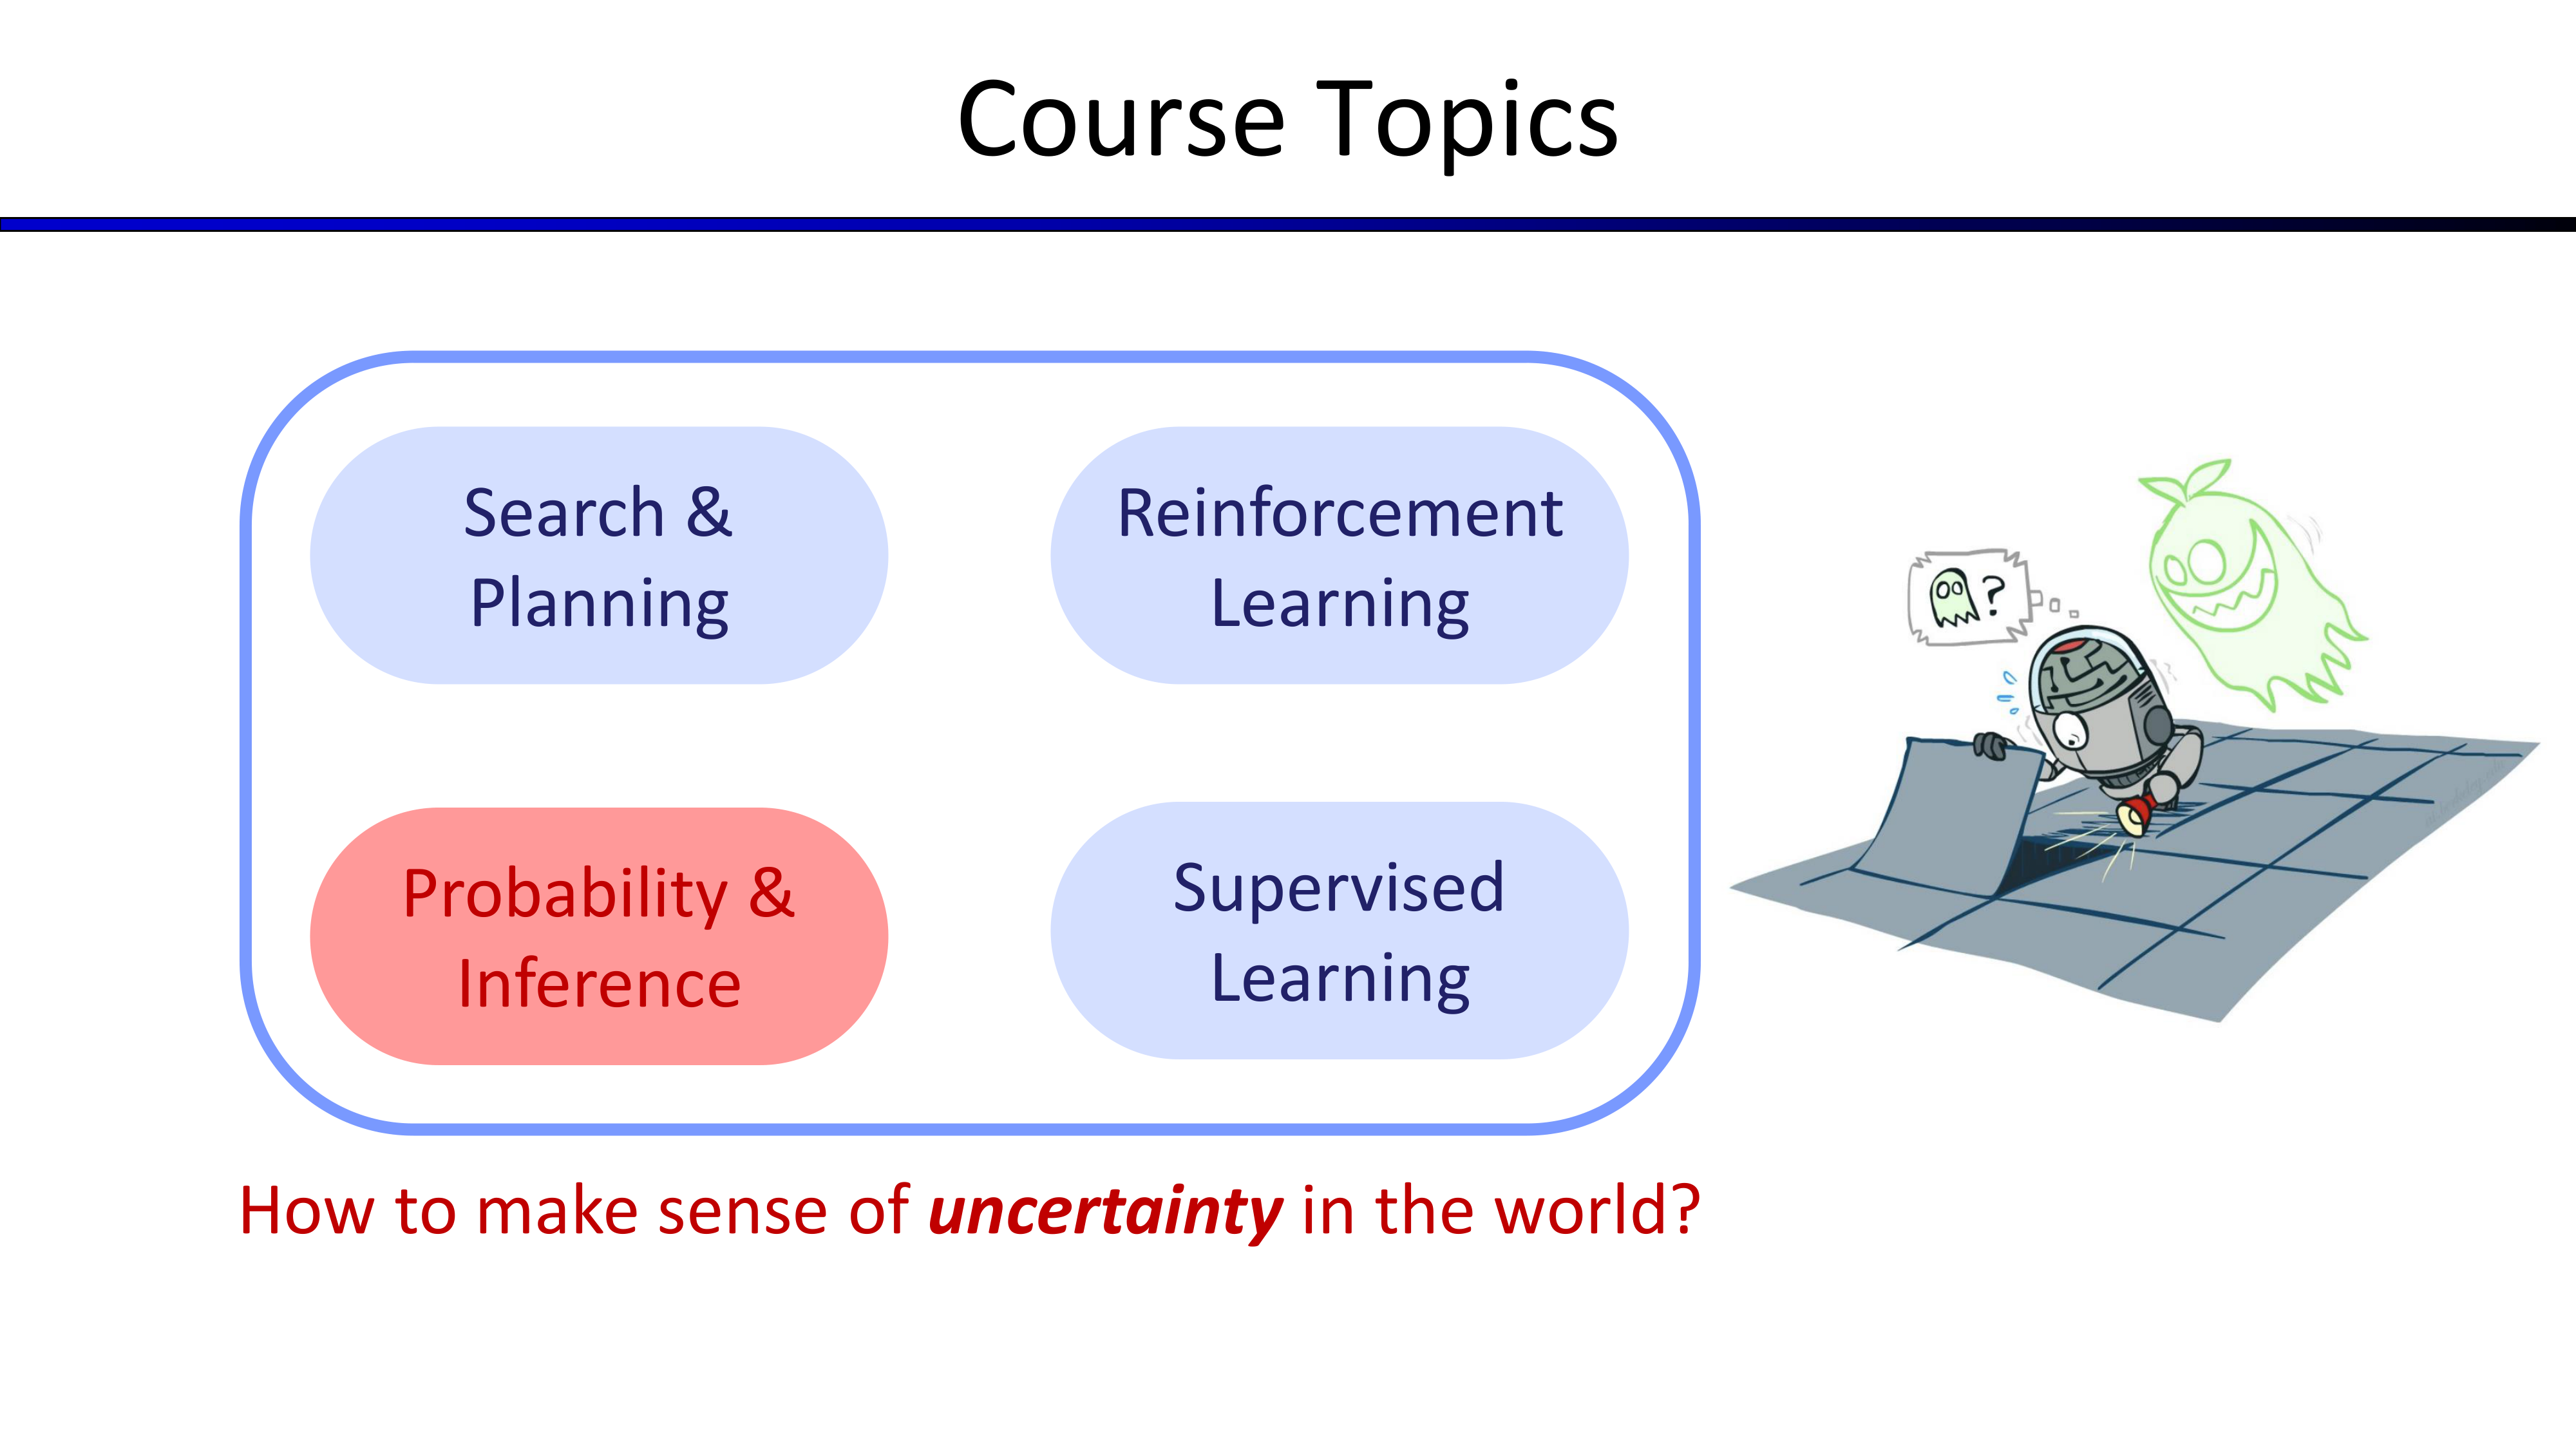 Course Topics
Search &
Planning
Reinforcement
Learning
Probability &
Inference
Supervised
Learning
?
How to make sense of uncertainty in the world?